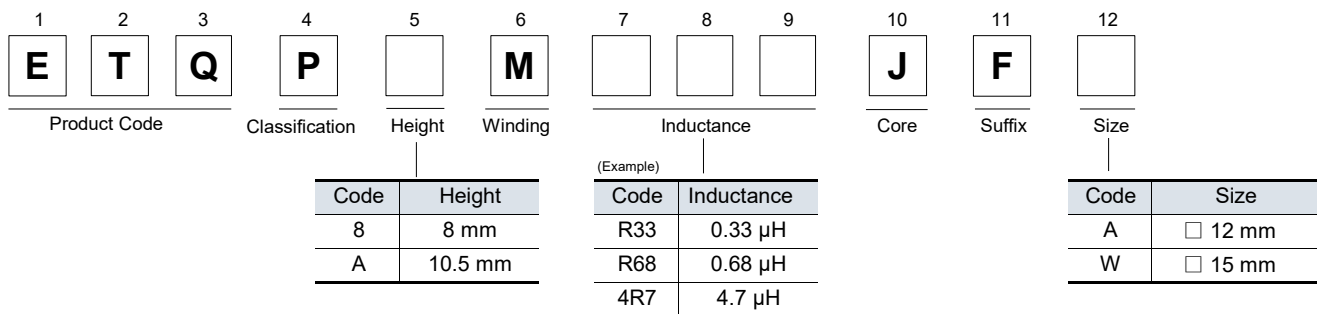 1 2 3 4 5 6 7 8 9 10 11 12
E T Q P M J F
Product Code Classification Height Winding Inductance Core Suffix Size
(Example)
Code Height Code Inductance Code Size
8 8 mm R33 0.33 μH A □ 12 mm
A 10.5 mm R68 0.68 μH W □ 15 mm
4R7 4.7 μH